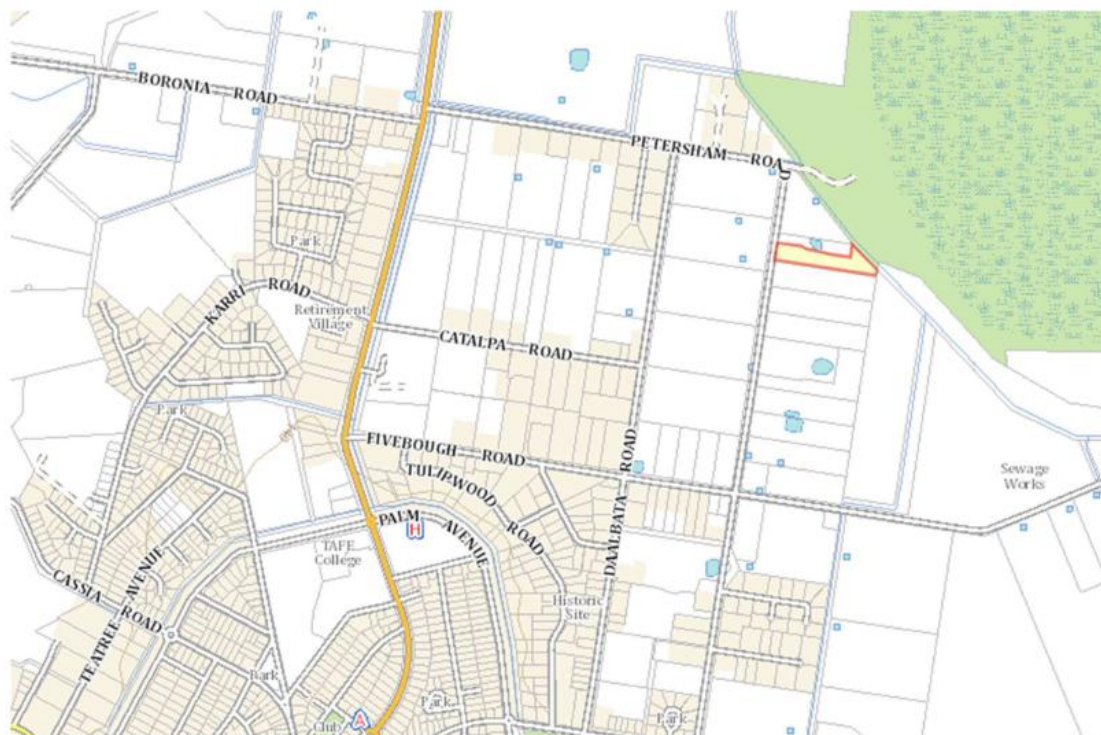 BORONIA ROAD
PETERSHAM ROAD
Park
KARRI ROAD
Retirement
Village
CATALPA ROAD
Park
FIVEBOUGH ROAD
Sewage
Works
TULIPWOOD ROAD
DAALBATA ROAD
PALM AVENUE
H
TAFE
College
CASSIA ROAD
TEATREE AVENUE
Historic
Site
Park
Park
Club
A
Park